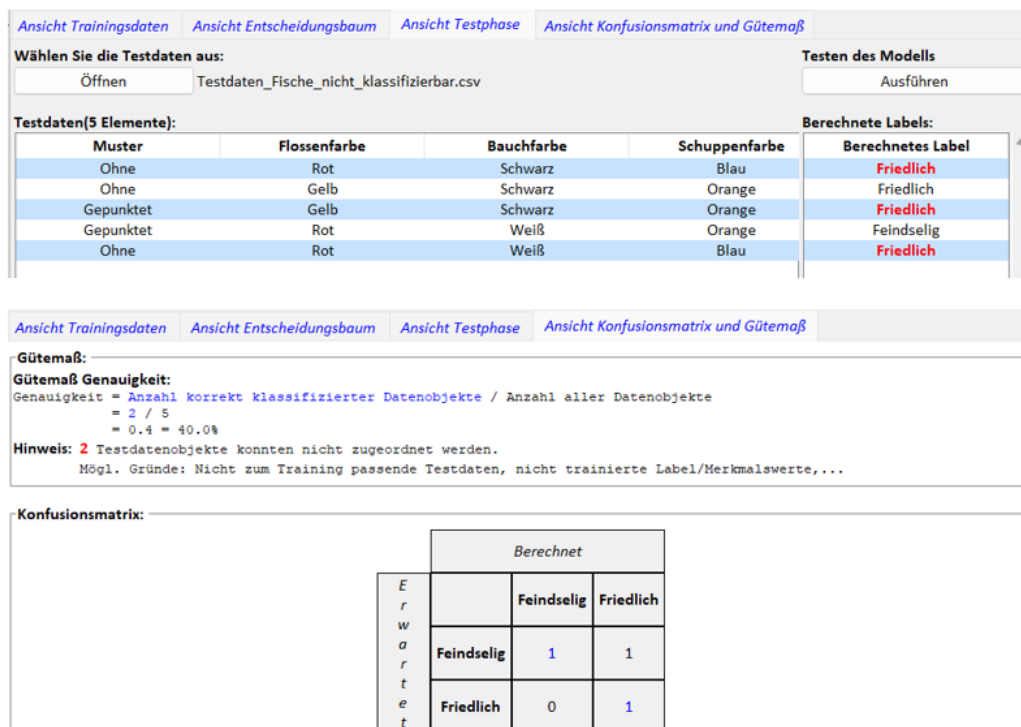 Ansicht Trainingsdaten Ansicht Entscheidungsbaum Ansicht Testphase Ansicht Konfusionsmatrix und Gütemaß
Wählen Sie die Testdaten aus: Testen des Modells
Öffnen Testdaten_Fische_nicht_klassifizierbar.csv Ausführen
Testdaten(5 Elemente): Berechnete Labels:
Muster Flossenfarbe Bauchfarbe Schuppenfarbe Berechnetes Label
Ohne Rot Schwarz Blau Friedlich
Ohne Gelb Schwarz Orange Friedlich
Gepunktet Gelb Schwarz Orange Friedlich
Gepunktet Rot Weiß Orange Feindselig
Ohne Rot Weiß Blau Friedlich
Ansicht Trainingsdaten Ansicht Entscheidungsbaum Ansicht Testphase Ansicht Konfusionsmatrix und Gütemaß
Gütemaß:
Gütemaß Genauigkeit:
Genauigkeit = Anzahl korrekt klassifizierter Datenobjekte / Anzahl aller Datenobjekte
= 2 / 5
= 0.4 = 40.0%
Hinweis: 2 Testdatenobjekte konnten nicht zugeordnet werden.
Mögl. Gründe: Nicht zum Training passende Testdaten, nicht trainierte Label/Merkmalswerte,...
Konfusionsmatrix:
Berechnet
Erwartet
Feindselig Friedlich
Feindselig 1 1
Friedlich 0 1